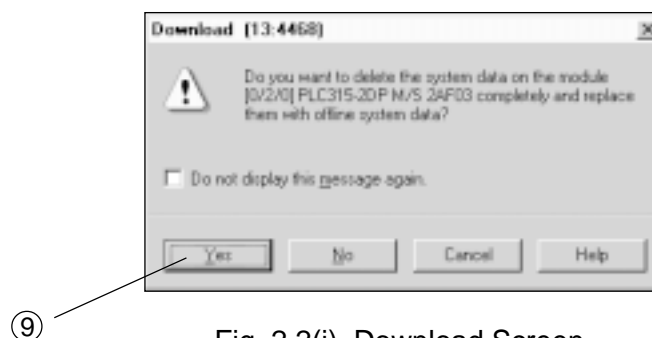 Download (13:4468)
Do you want to delete the system data on the module
[0/2/0] PLC315-2DP M/S 2AF03 completely and replace
them with offline system data?
Do not display this message again.
Yes No Cancel Help
⑨
Fig. 2.2(i) Download Screen